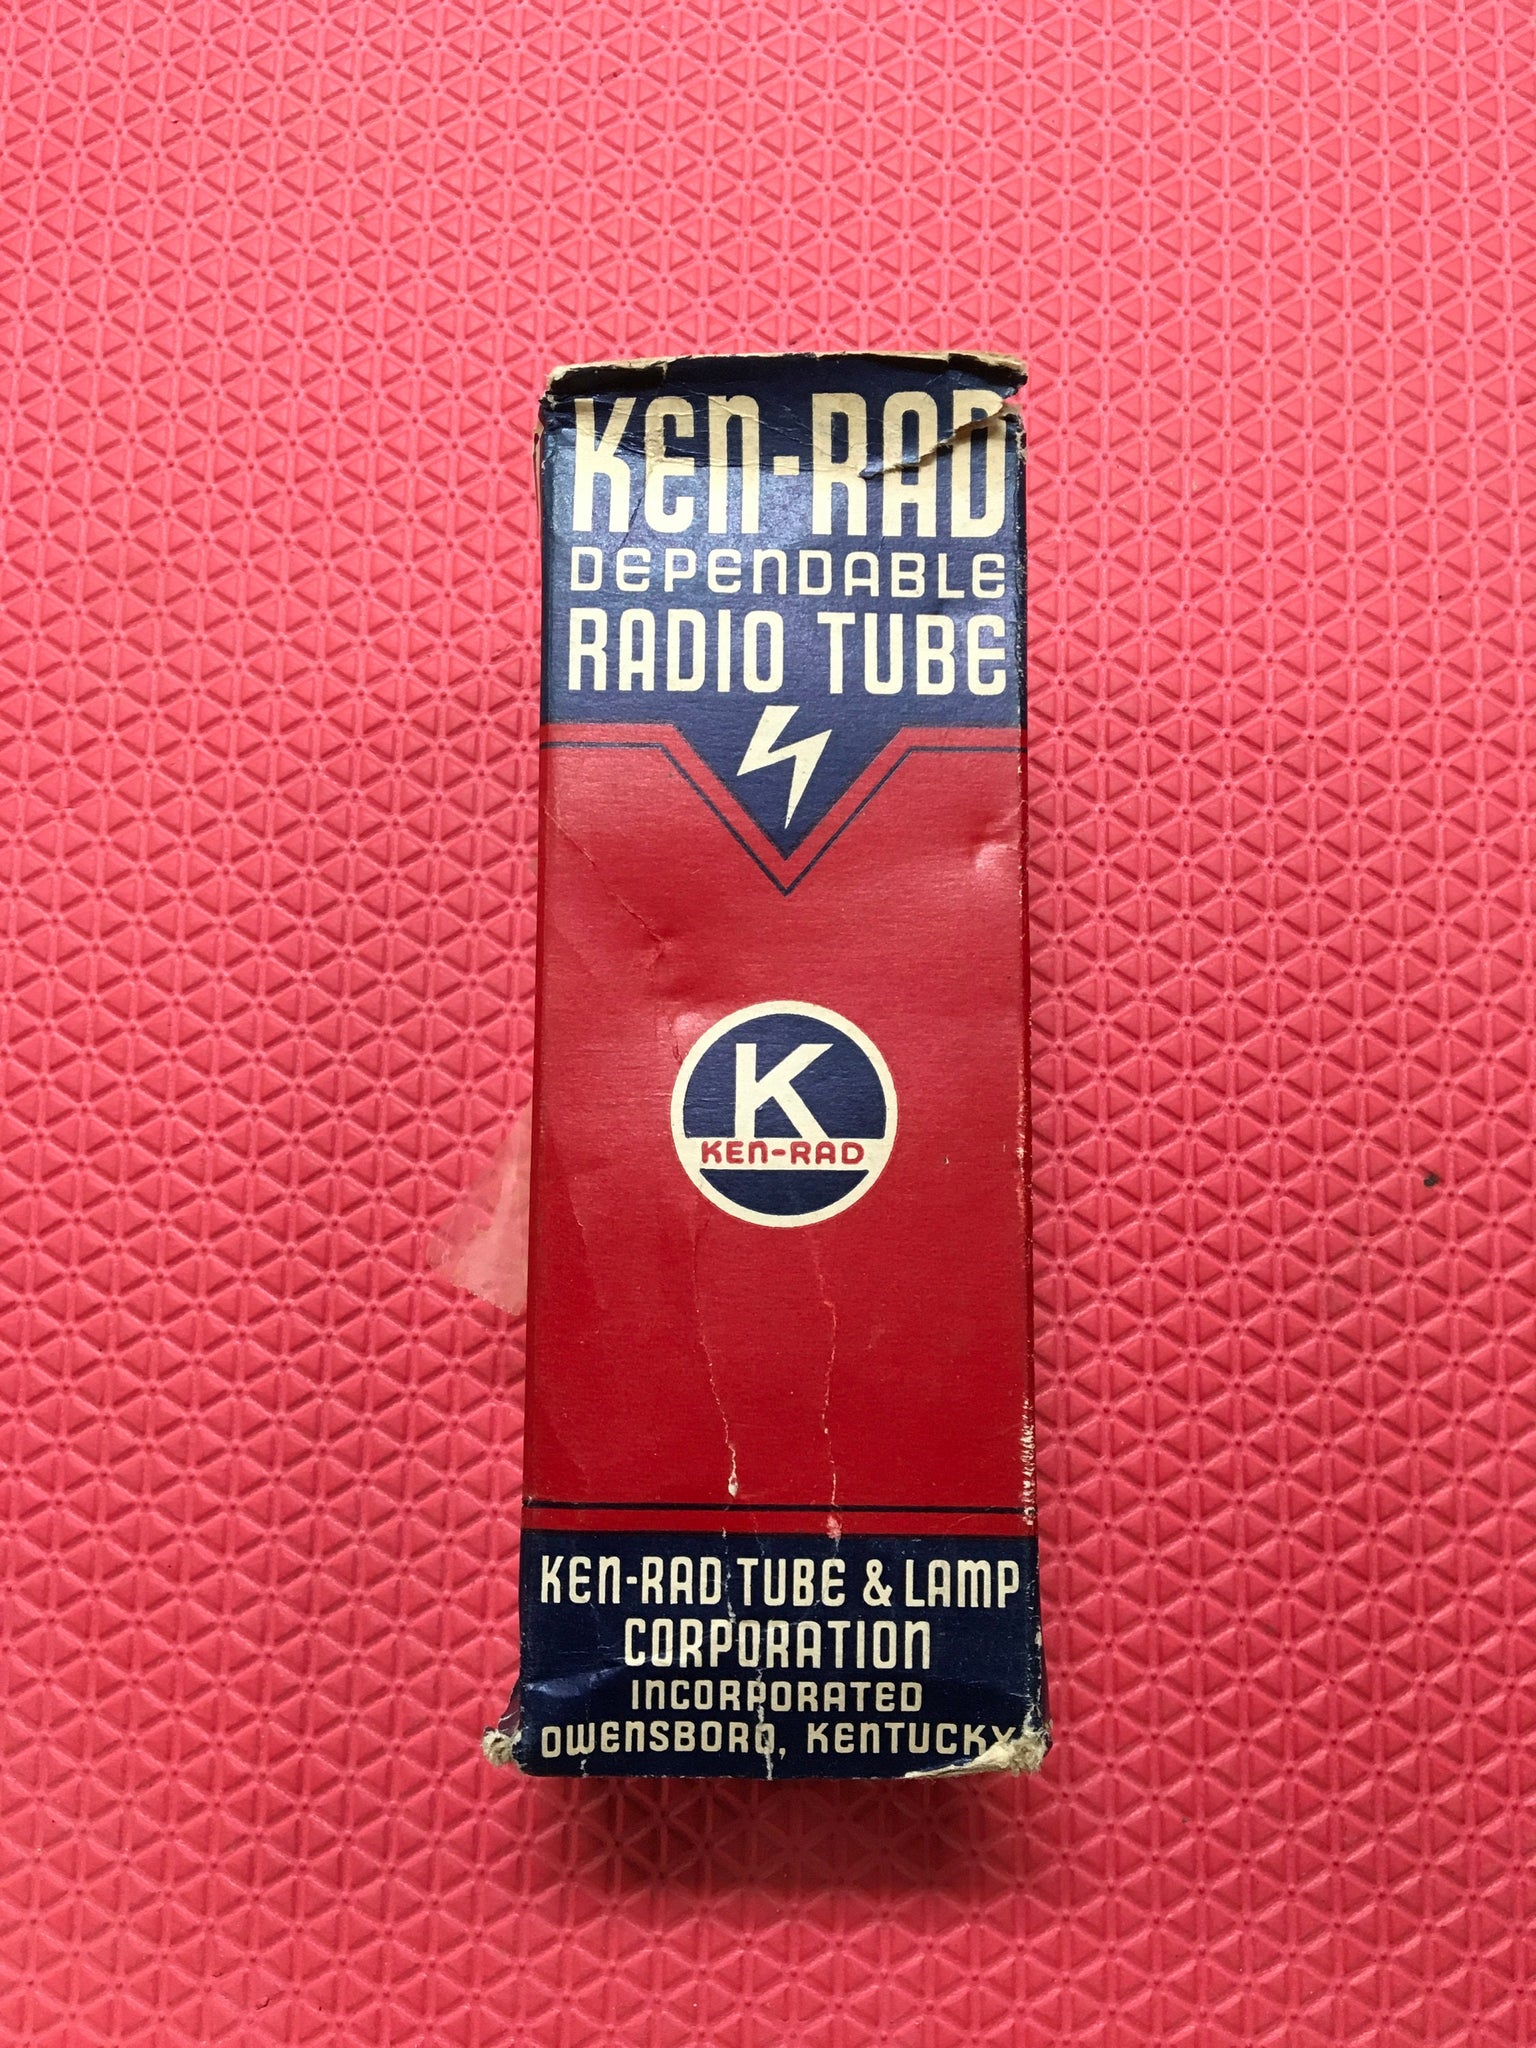 KEN-RAD
DEPENDABLE
RADIO TUBE
K
KEN-RAD
KEN-RAD TUBE & LAMP
CORPORATION
INCORPORATED
OWENSBORO, KENTUCKY